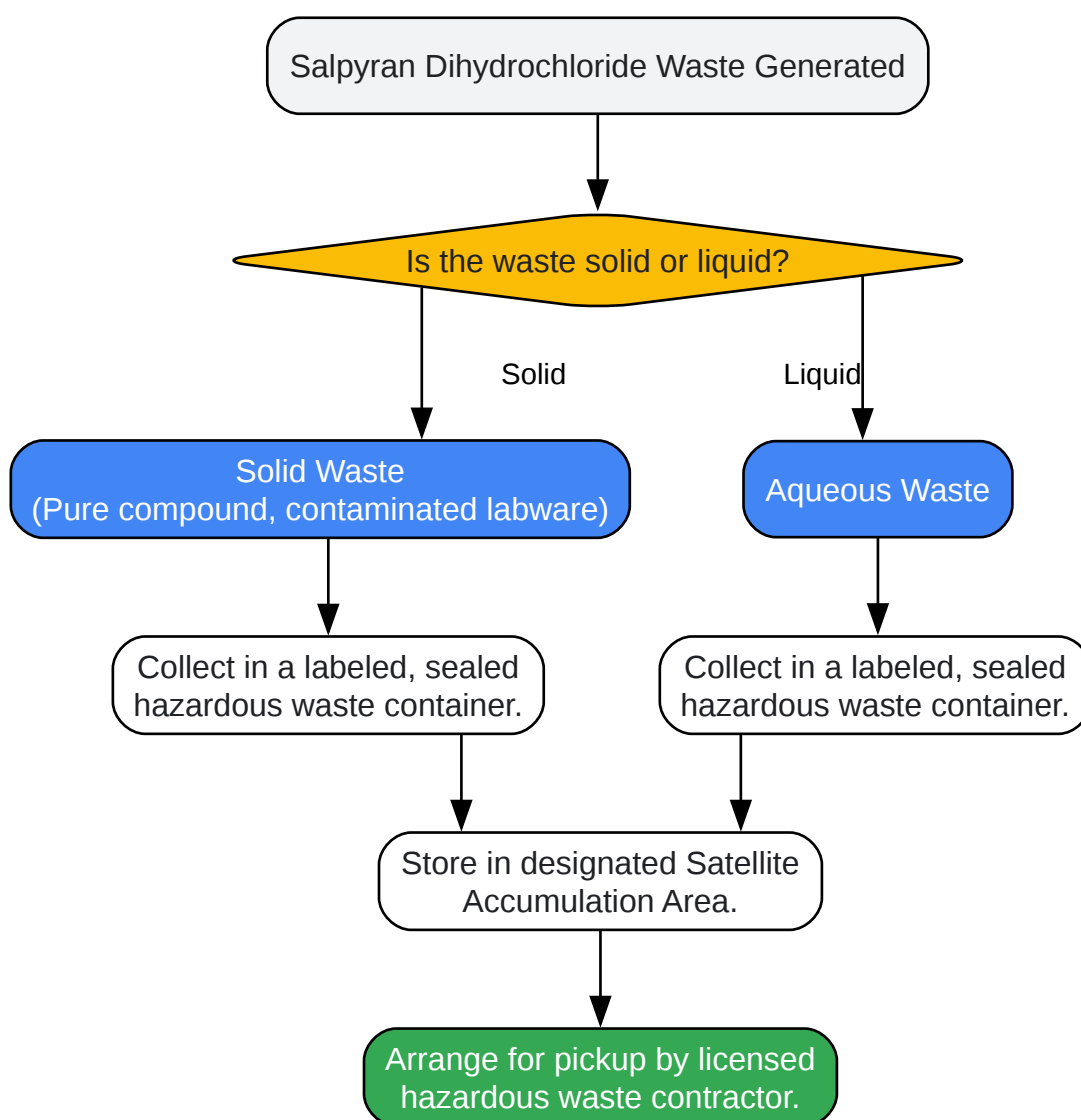 Salpyran Dihydrochloride Waste Generated
Is the waste solid or liquid?
Solid
Liquid
Solid Waste
(Pure compound, contaminated labware)
Aqueous Waste
Collect in a labeled, sealed
hazardous waste container.
Collect in a labeled, sealed
hazardous waste container.
Store in designated Satellite
Accumulation Area.
Arrange for pickup by licensed
hazardous waste contractor.